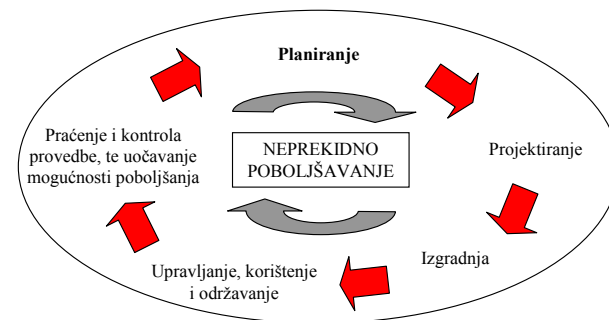 Planiranje
Projektiranje
Izgradnja
Upravljanje, korištenje
i održavanje
Praćenje i kontrola
provedbe, te uočavanje
mogućnosti poboljšanja
NEPREKIDNO
POBOLJŠAVANJE